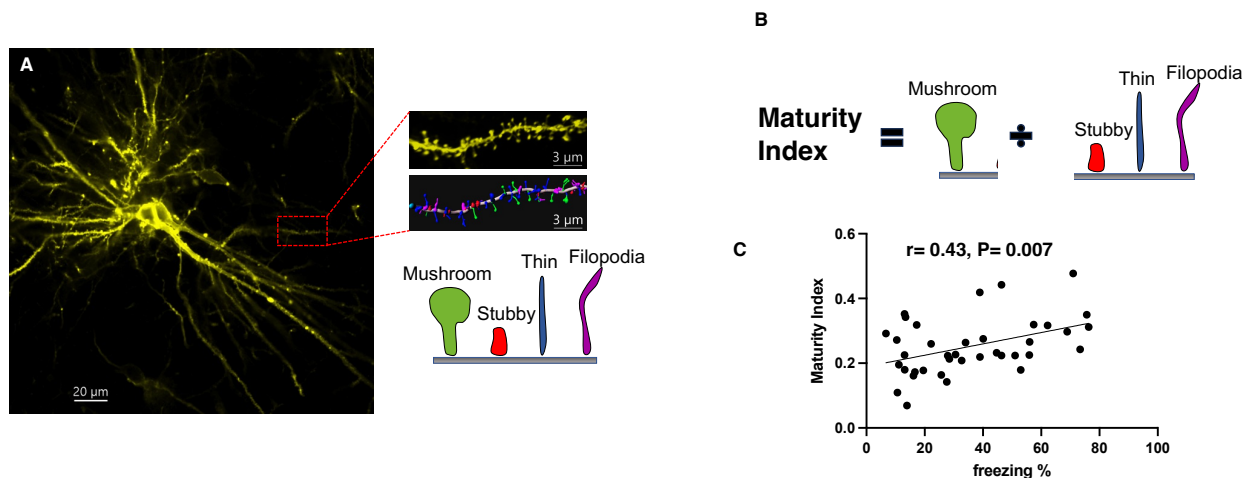 A
20 µm
3 µm
3 µm
Mushroom
Stubby
Thin
Filopodia
B
Maturity
Index
=
Mushroom
÷
Stubby
Thin
Filopodia
C
r= 0.43, P= 0.007
Maturity Index
0.6
0.4
0.2
0.0
0 20 40 60 80 100
freezing %